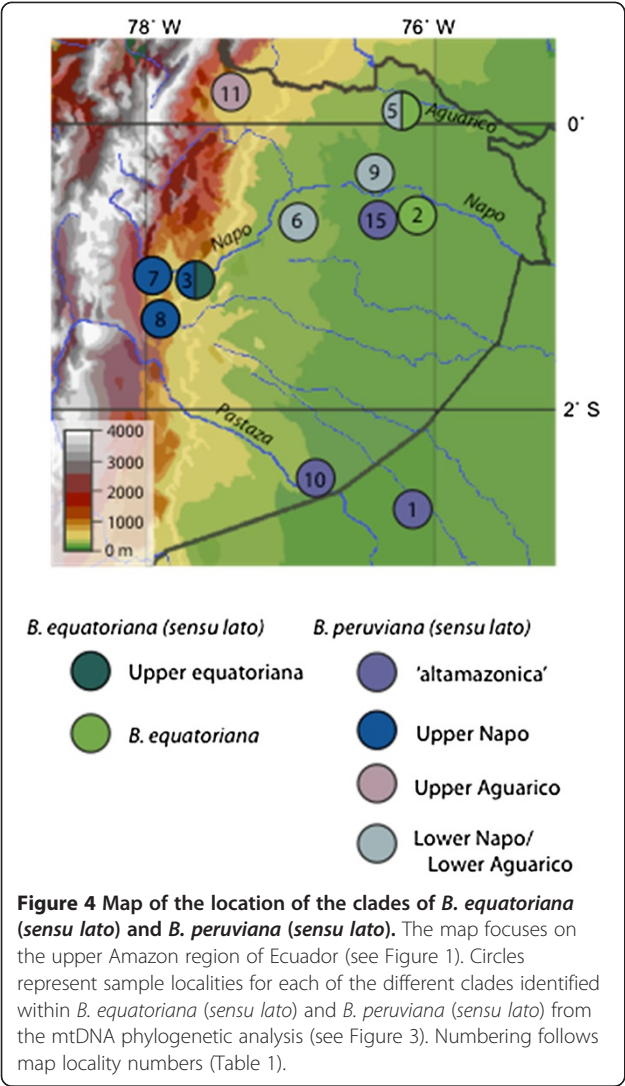 78° W 76° W
11
5 Aguarico
0°
9
6 15 2 Napo
Napo
7 3
8
2° S
Pastaza
4000
3000
2000
1000
0 m
10
1
B. equatoriana (sensu lato) B. peruviana (sensu lato)
Upper equatoriana 'altamazonica'
B. equatoriana Upper Napo
Upper Aguarico
Lower Napo/
Lower Aguarico
Figure 4 Map of the location of the clades of B. equatoriana
(sensu lato) and B. peruviana (sensu lato). The map focuses on
the upper Amazon region of Ecuador (see Figure 1). Circles
represent sample localities for each of the different clades identified
within B. equatoriana (sensu lato) and B. peruviana (sensu lato) from
the mtDNA phylogenetic analysis (see Figure 3). Numbering follows
map locality numbers (Table 1).